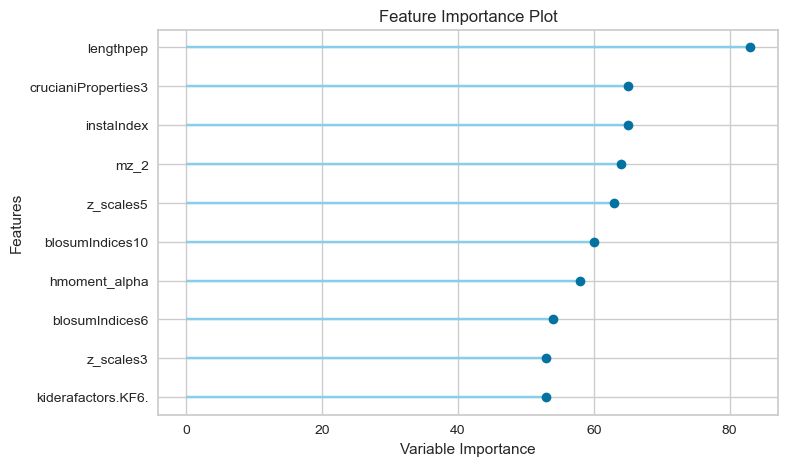 Feature Importance Plot
Features
lengthpep
crucianiProperties3
instaIndex
mz_2
z_scales5
blosumIndices10
hmoment_alpha
blosumIndices6
z_scales3
kiderafactors.KF6.
0 20 40 60 80
Variable Importance